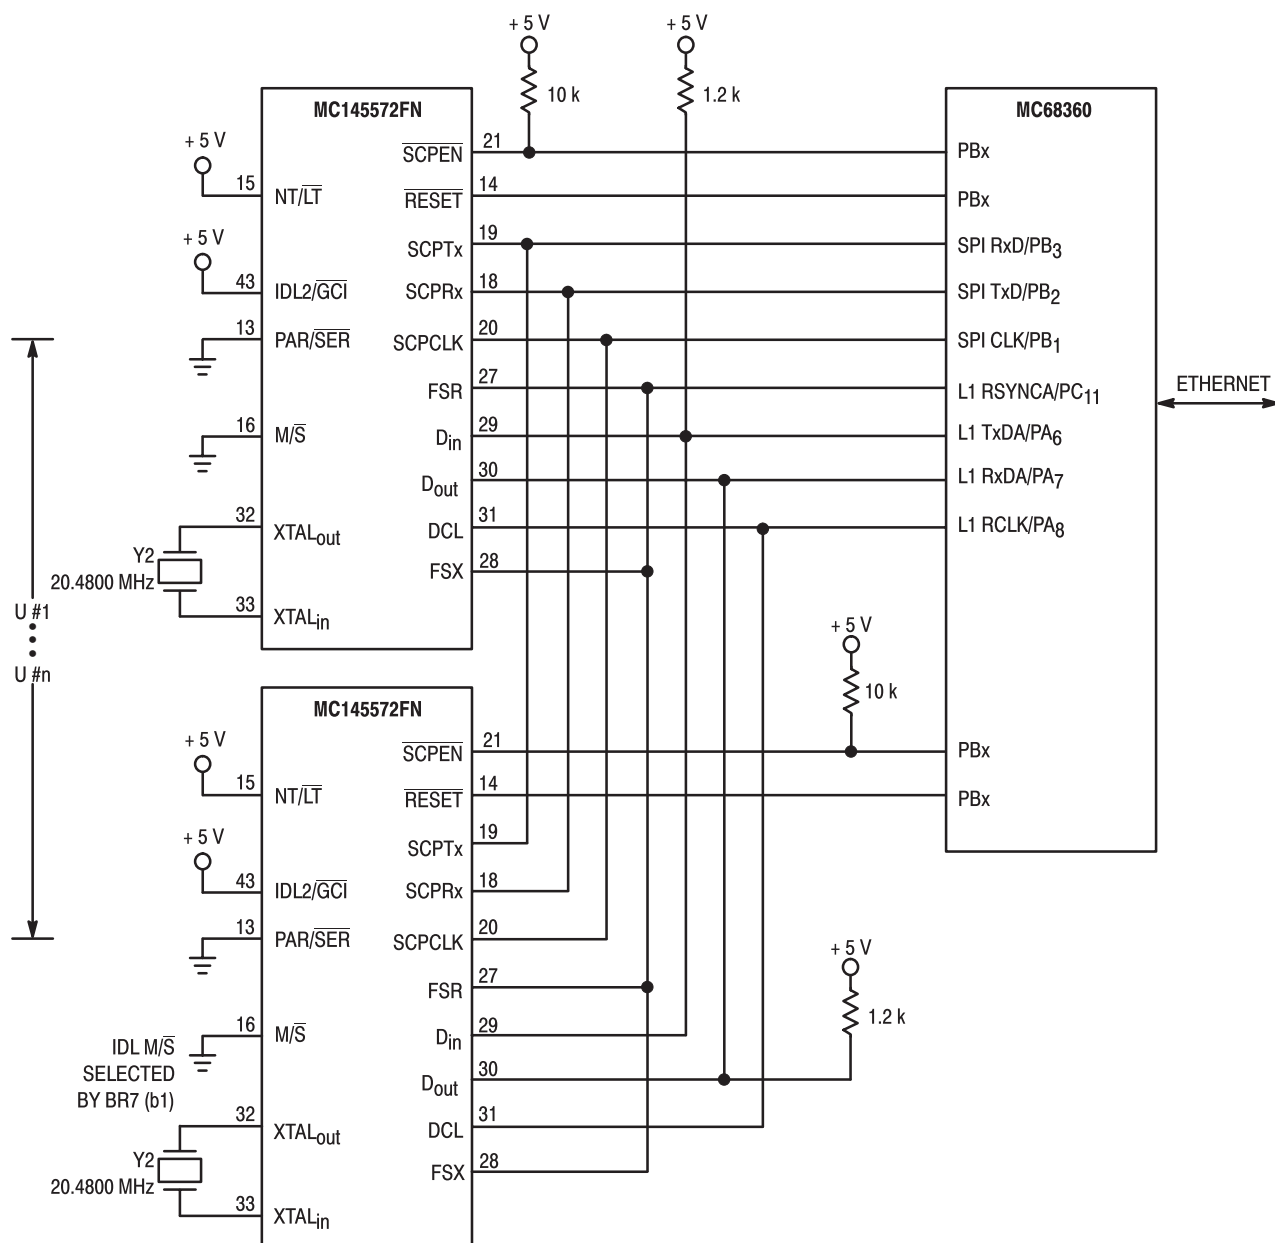 + 5 V
+ 5 V
10 k
1.2 k
MC145572FN
MC68360
+ 5 V
15
NT/LT
SCPEN
21
PBx
RESET
14
PBx
+ 5 V
43
IDL2/GCI
SCPTx
19
SPI RxD/PB3
SCPRx
18
SPI TxD/PB2
13
PAR/SER
SCPCLK
20
SPI CLK/PB1
FSR
27
L1 RSYNCA/PC11
ETHERNET
16
M/S
Din
29
L1 TxDA/PA6
Dout
30
L1 RxDA/PA7
32
XTALout
DCL
31
L1 RCLK/PA8
Y2
20.4800 MHz
FSX
28
33
XTALin
U #1
U #n
+ 5 V
10 k
MC145572FN
+ 5 V
15
NT/LT
SCPEN
21
PBx
RESET
14
PBx
+ 5 V
43
IDL2/GCI
SCPTx
19
SCPRx
18
13
PAR/SER
SCPCLK
20
+ 5 V
1.2 k
FSR
27
16
M/S
Din
29
IDL M/S
SELECTED
BY BR7 (b1)
Dout
30
32
XTALout
DCL
31
Y2
20.4800 MHz
FSX
28
33
XTALin